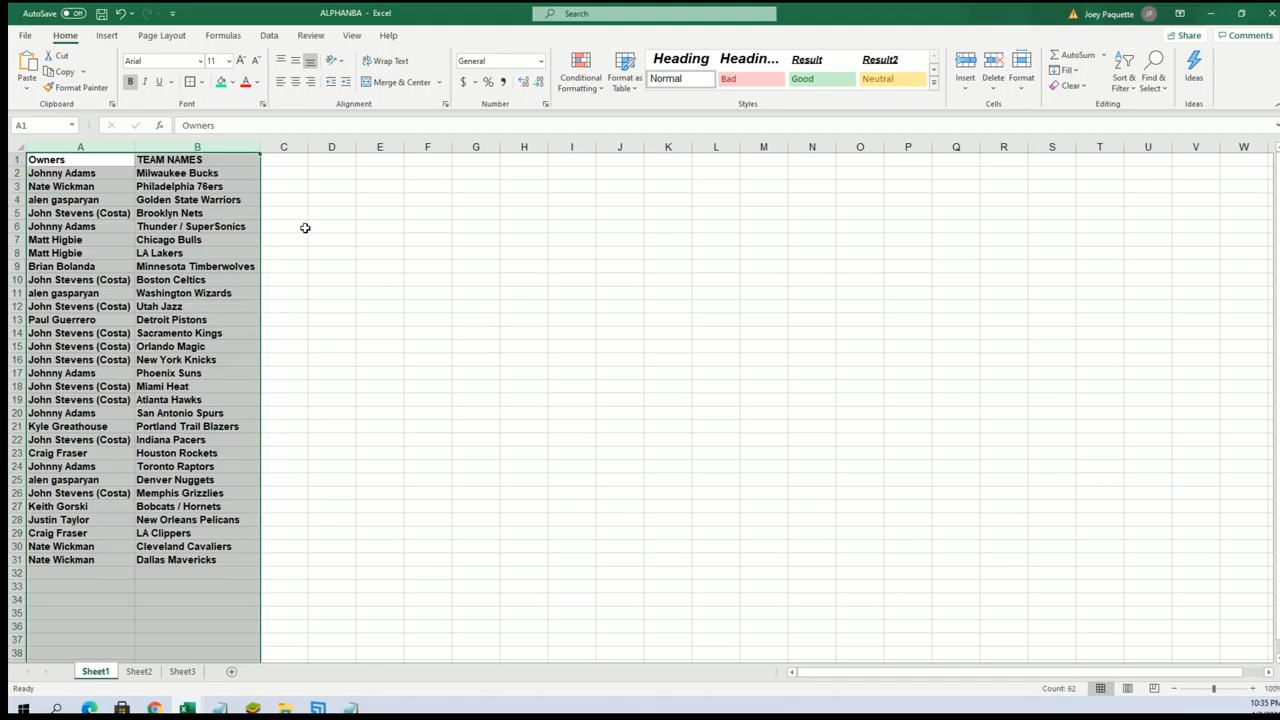 AutoSave Off ALPHANBA - Excel Search Joey Paquette JP
File Home Insert Page Layout Formulas Data Review View Help Share Comments
Paste Cut Copy Format Painter Clipboard
Arial 11 B I U Font
Wrap Text Merge & Center Alignment
General $ % Number
Conditional Formatting Format as Table
Heading Headin... Result Result2
Normal Bad Good Neutral
Styles
Insert Delete Format Cells
AutoSum Fill Clear Sort & Filter Find & Select Editing
Ideas Ideas
A1 fx Owners
A B C D E F G H I J K L M N O P Q R S T U V W
1 Owners TEAM NAMES
2 Johnny Adams Milwaukee Bucks
3 Nate Wickman Philadelphia 76ers
4 alen gasparyan Golden State Warriors
5 John Stevens (Costa) Brooklyn Nets
6 Johnny Adams Thunder / SuperSonics
7 Matt Higbie Chicago Bulls
8 Matt Higbie LA Lakers
9 Brian Bolanda Minnesota Timberwolves
10 John Stevens (Costa) Boston Celtics
11 alen gasparyan Washington Wizards
12 John Stevens (Costa) Utah Jazz
13 Paul Guerrero Detroit Pistons
14 John Stevens (Costa) Sacramento Kings
15 John Stevens (Costa) Orlando Magic
16 John Stevens (Costa) New York Knicks
17 Johnny Adams Phoenix Suns
18 John Stevens (Costa) Miami Heat
19 John Stevens (Costa) Atlanta Hawks
20 Johnny Adams San Antonio Spurs
21 Kyle Greathouse Portland Trail Blazers
22 John Stevens (Costa) Indiana Pacers
23 Craig Fraser Houston Rockets
24 Johnny Adams Toronto Raptors
25 alen gasparyan Denver Nuggets
26 John Stevens (Costa) Memphis Grizzlies
27 Keith Gorski Bobcats / Hornets
28 Justin Taylor New Orleans Pelicans
29 Craig Fraser LA Clippers
30 Nate Wickman Cleveland Cavaliers
31 Nate Wickman Dallas Mavericks
32
33
34
35
36
37
38
Sheet1 Sheet2 Sheet3
Ready Count: 62 100%
10:35 PM